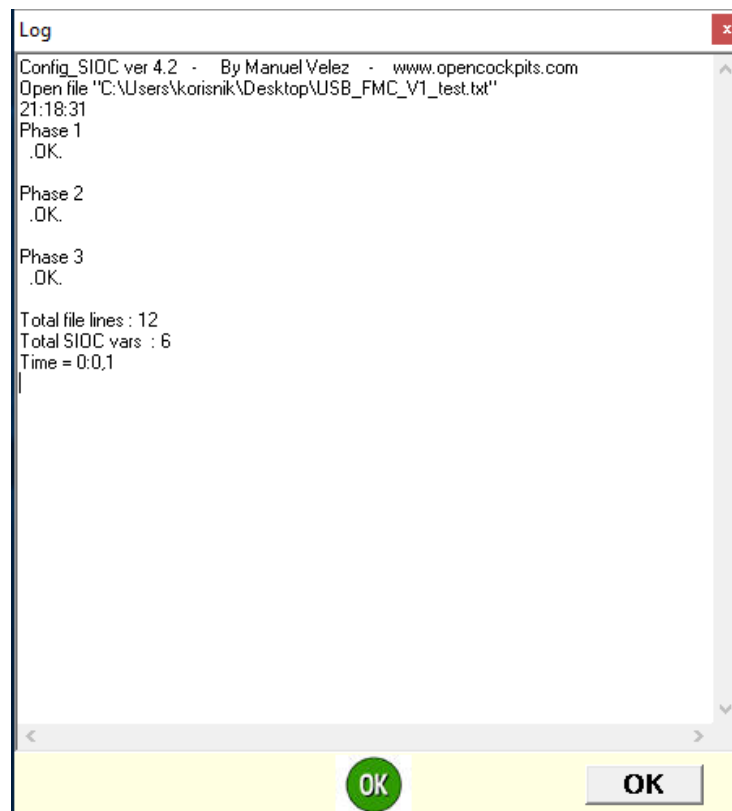 Log
x
Config_SIOC ver 4.2   -    By Manuel Velez   -   www.opencockpits.com
Open file "C:\Users\korisnik\Desktop\USB_FMC_V1_test.txt"
21:18:31
Phase 1
.OK.
Phase 2
.OK.
Phase 3
.OK.
Total file lines : 12
Total SIOC vars  : 6
Time = 0:0,1
OK
OK